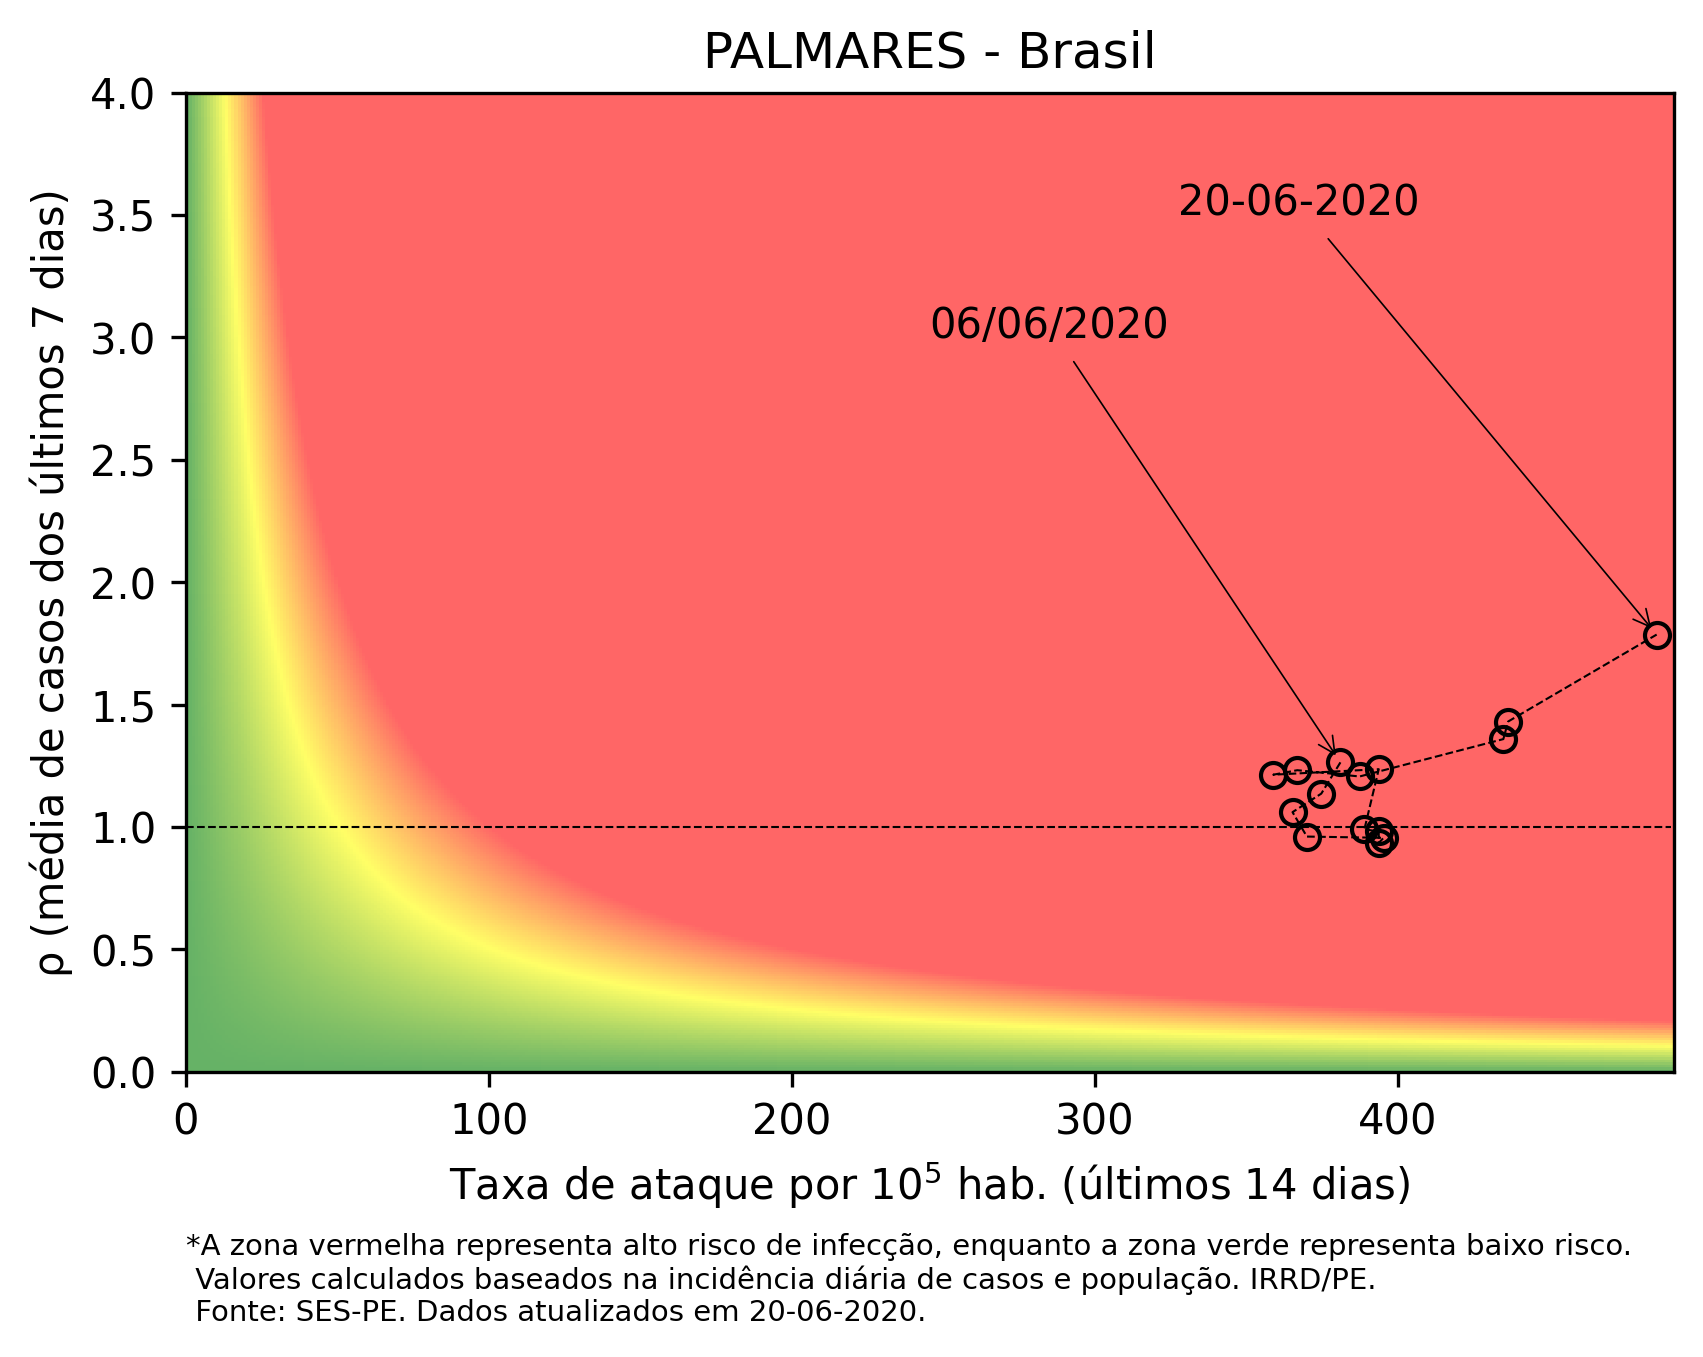 PALMARES - Brasil
4.0
3.5
3.0
2.5
2.0
1.5
1.0
0.5
0.0
ρ (média de casos dos últimos 7 dias)
20-06-2020
06/06/2020
0 100 200 300 400
Taxa de ataque por 10⁵ hab. (últimos 14 dias)
*A zona vermelha representa alto risco de infecção, enquanto a zona verde representa baixo risco.
Valores calculados baseados na incidência diária de casos e população. IRRD/PE.
Fonte: SES-PE. Dados atualizados em 20-06-2020.